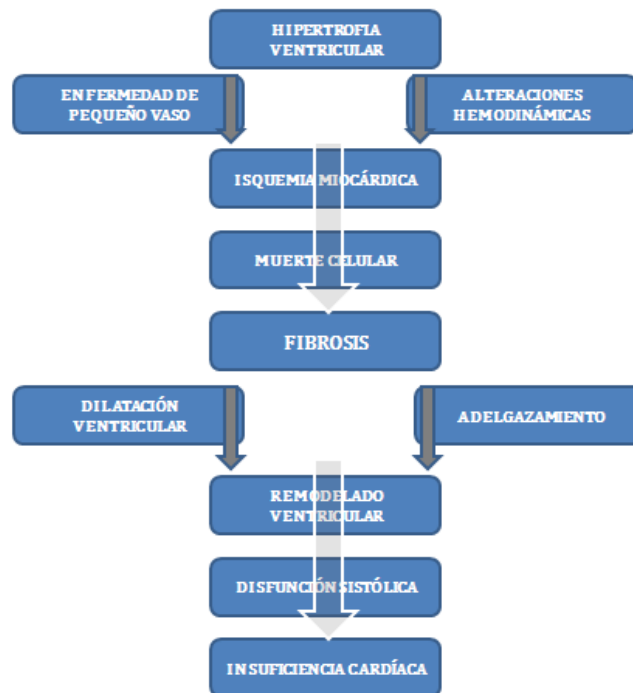 HIPERTROFIA
VENTRICULAR
ENFERMEDAD DE
PEQUEÑO VASO
ALTERACIONES
HEMODINÁMICAS
ISQUEMIA MIOCÁRDICA
MUERTE CELULAR
FIBROSIS
DILATACIÓN
VENTRICULAR
ADELGAZAMIENTO
REMODELADO
VENTRICULAR
DISFUNCIÓN SISTÓLICA
INSUFICIENCIA CARDÍACA